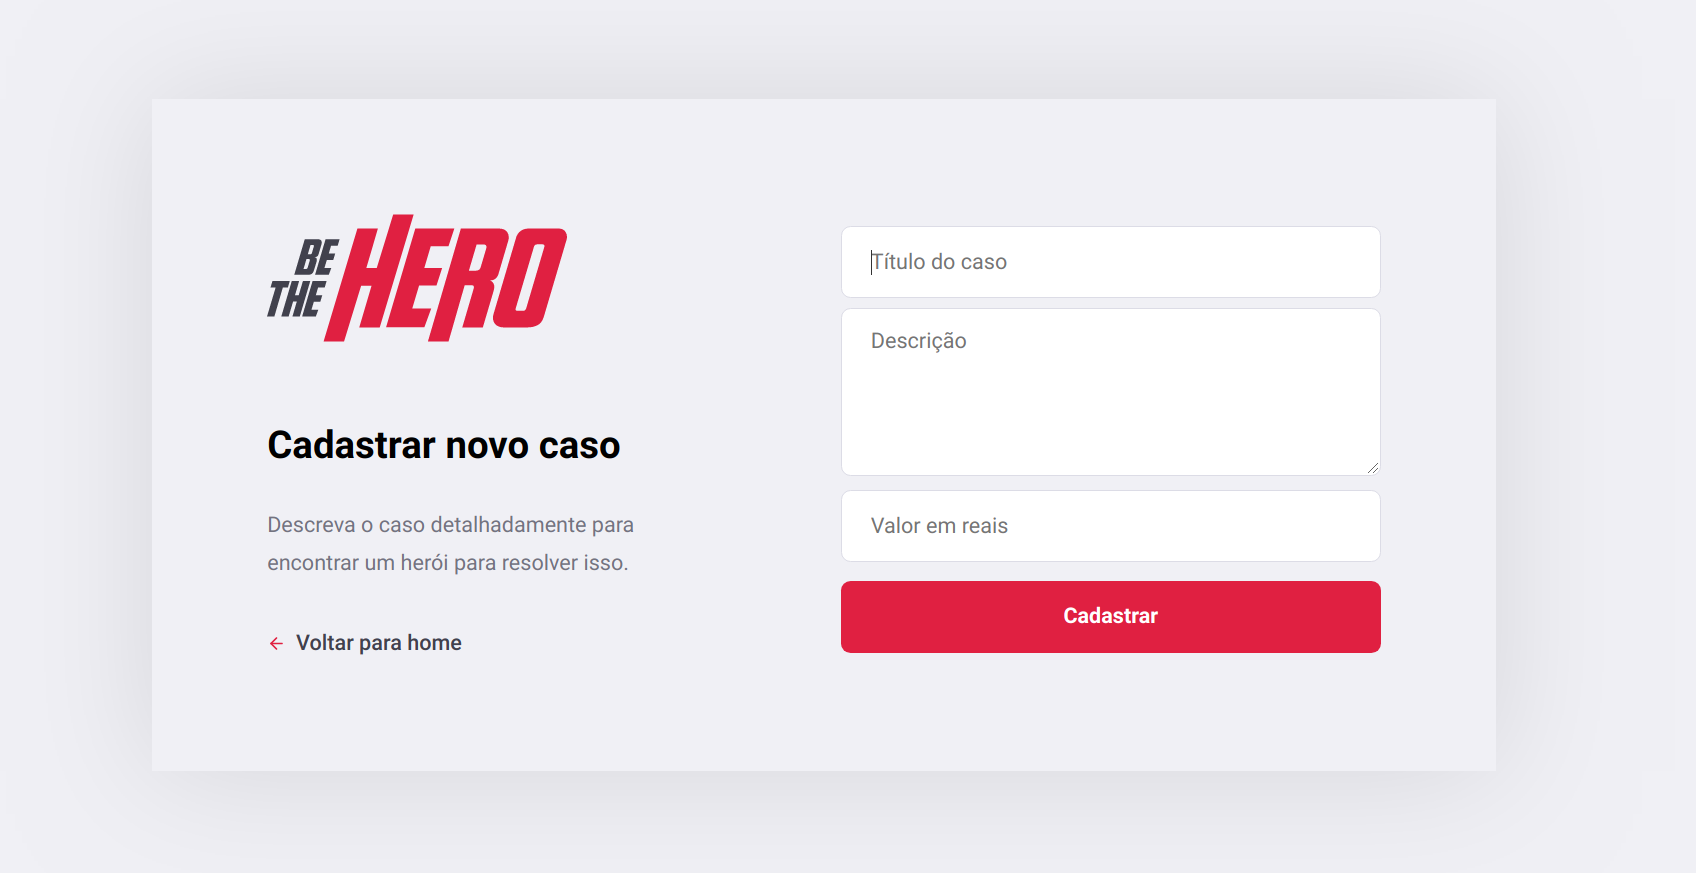 BE
THE
HERO
Cadastrar novo caso
Descreva o caso detalhadamente para
encontrar um herói para resolver isso.
Voltar para home
Título do caso
Descrição
Valor em reais
Cadastrar